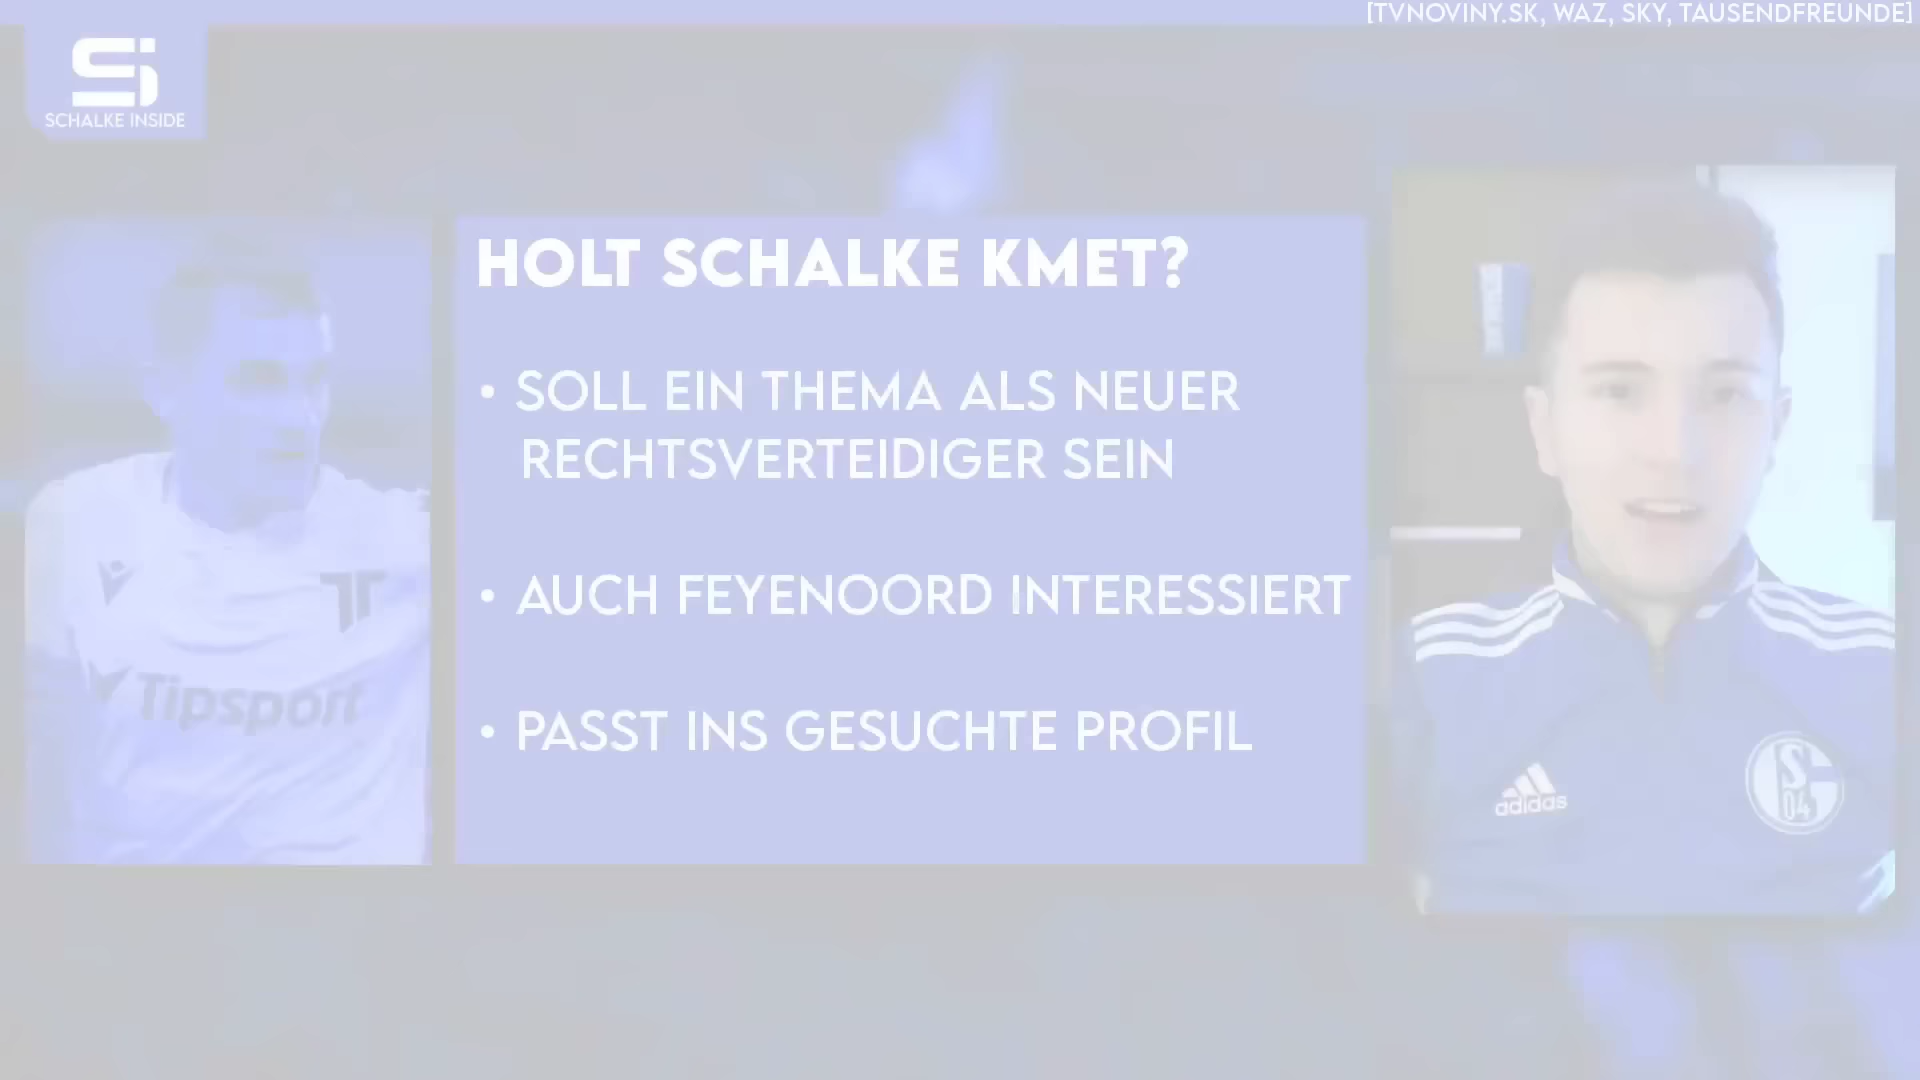 [TVNOVINY.SK, WAZ, SKY, TAUSENDFREUNDE]
SCHALKE INSIDE
HOLT SCHALKE KMET?
• SOLL EIN THEMA ALS NEUER
RECHTSVERTEIDIGER SEIN
• AUCH FEYENOORD INTERESSIERT
• PASST INS GESUCHTE PROFIL
Tipsport
adidas
S
04